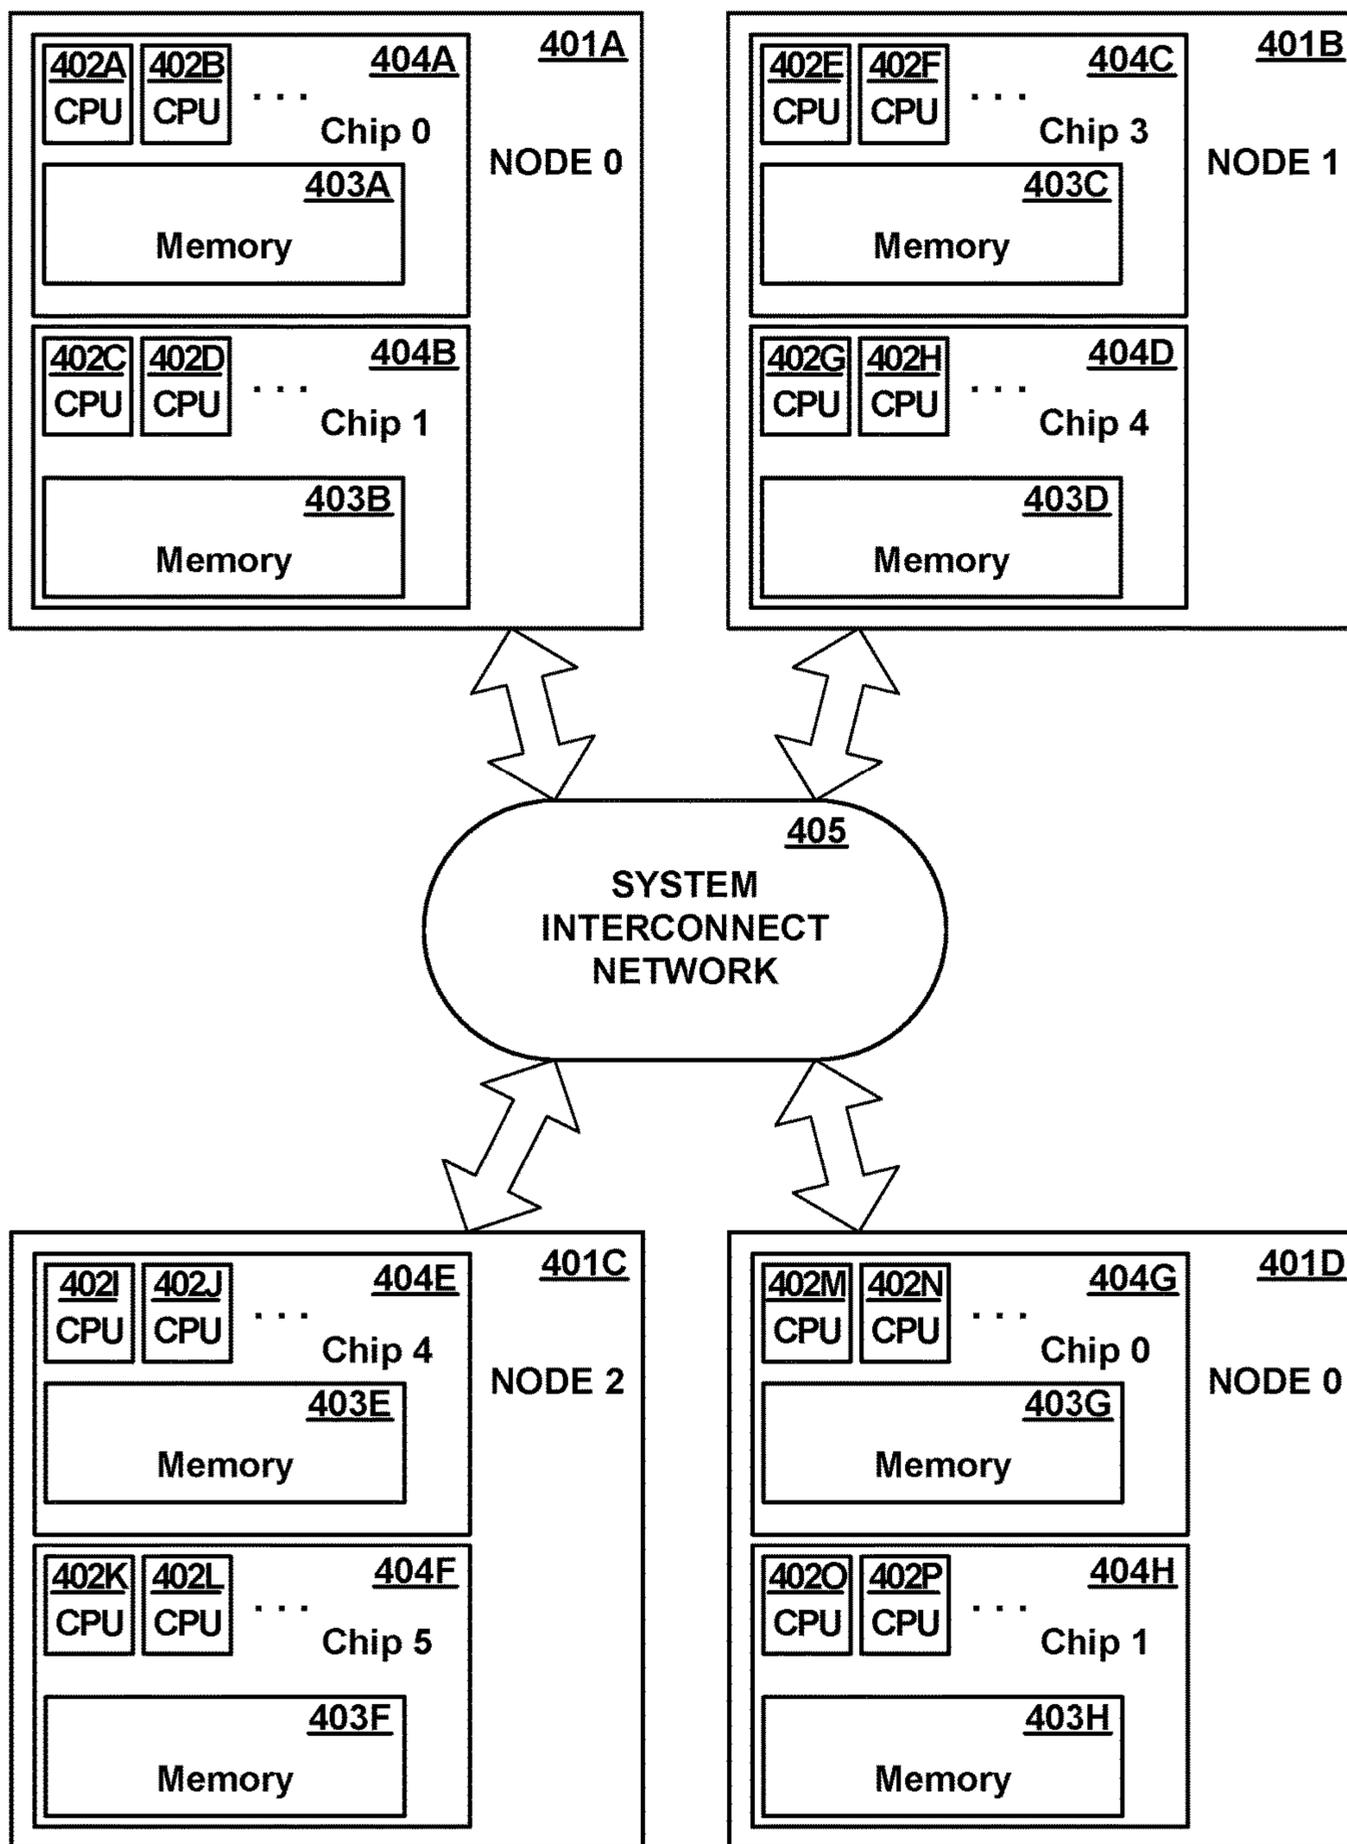 401A
402A 402B 404A
CPU CPU . . .
Chip 0
NODE 0
403A
Memory
402C 402D 404B
CPU CPU . . .
Chip 1
403B
Memory
401B
402E 402F 404C
CPU CPU . . .
Chip 3
NODE 1
403C
Memory
402G 402H 404D
CPU CPU . . .
Chip 4
403D
Memory
405
SYSTEM
INTERCONNECT
NETWORK
401C
402I 402J 404E
CPU CPU . . .
Chip 4
NODE 2
403E
Memory
402K 402L 404F
CPU CPU . . .
Chip 5
403F
Memory
401D
402M 402N 404G
CPU CPU . . .
Chip 0
NODE 0
403G
Memory
402O 402P 404H
CPU CPU . . .
Chip 1
403H
Memory